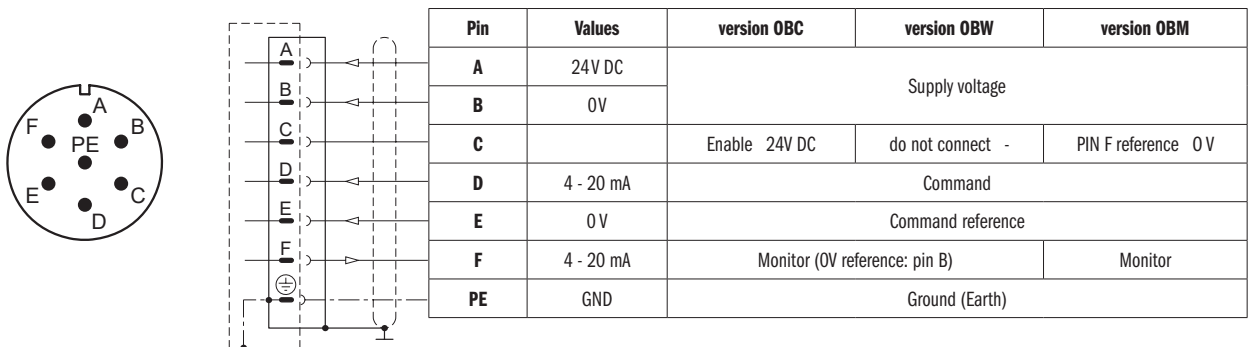 A
B
C
D
E
F
PE
A
B
C
D
E
F
Pin Values version OBC version OBW version OBM
A 24V DC Supply voltage
B 0V
C Enable 24V DC do not connect - PIN F reference 0 V
D 4 - 20 mA Command
E 0 V Command reference
F 4 - 20 mA Monitor (0V reference: pin B) Monitor
PE GND Ground (Earth)